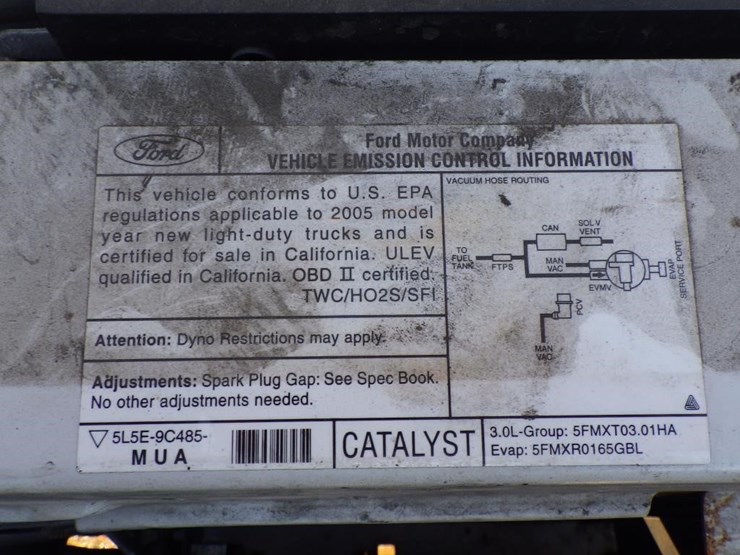 Ford
Ford Motor Company
VEHICLE EMISSION CONTROL INFORMATION
This vehicle conforms to U.S. EPA
regulations applicable to 2005 model
year new light-duty trucks and is
certified for sale in California. ULEV
qualified in California. OBD II certified.
TWC/HO2S/SFI
Attention: Dyno Restrictions may apply.
Adjustments: Spark Plug Gap: See Spec Book.
No other adjustments needed.
VACUUM HOSE ROUTING
CAN
SOLV
VENT
TO
FUEL
TANK
FTPS
MAN
VAC
EVMV
EVAP
SERVICE PORT
PCV
MAN
VAC
5L5E-9C485-
MUA
CATALYST
3.0L-Group: 5FMXT03.01HA
Evap: 5FMXR0165GBL